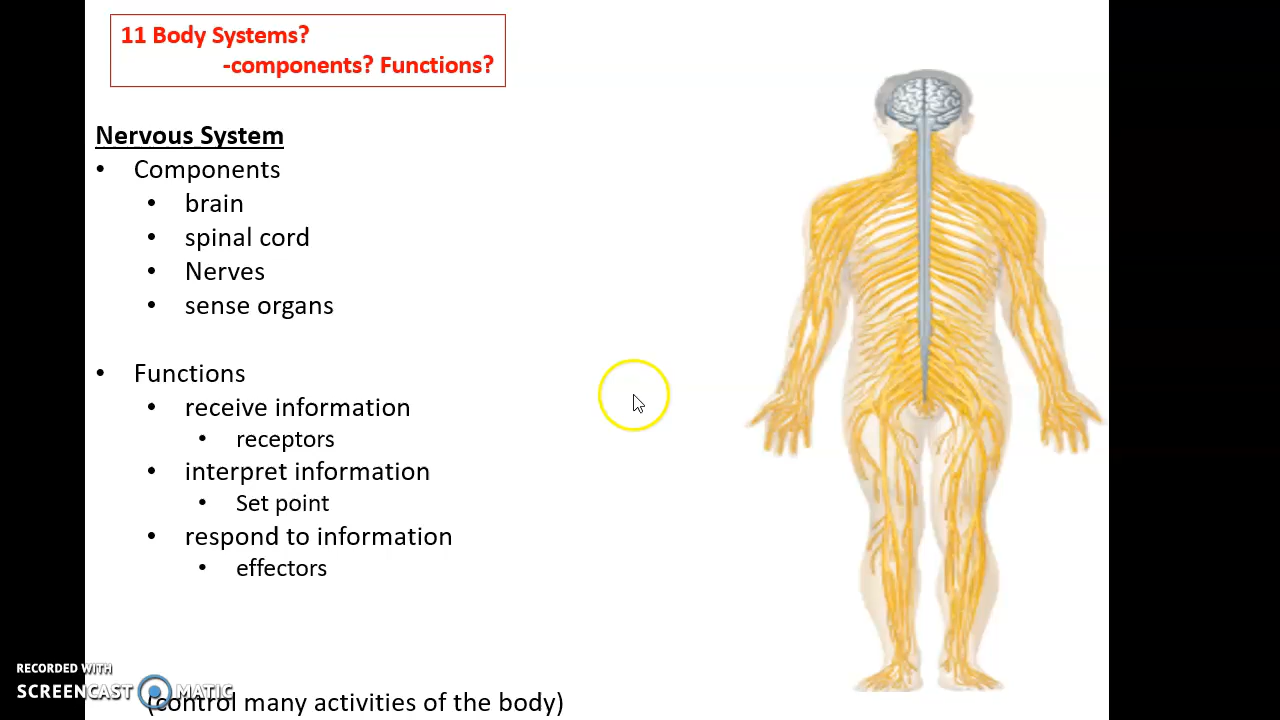 11 Body Systems?
-components? Functions?
Nervous System
• Components
• brain
• spinal cord
• Nerves
• sense organs
• Functions
• receive information
• receptors
• interpret information
• Set point
• respond to information
• effectors
(control many activities of the body)
RECORDED WITH
SCREENCAST MATIC